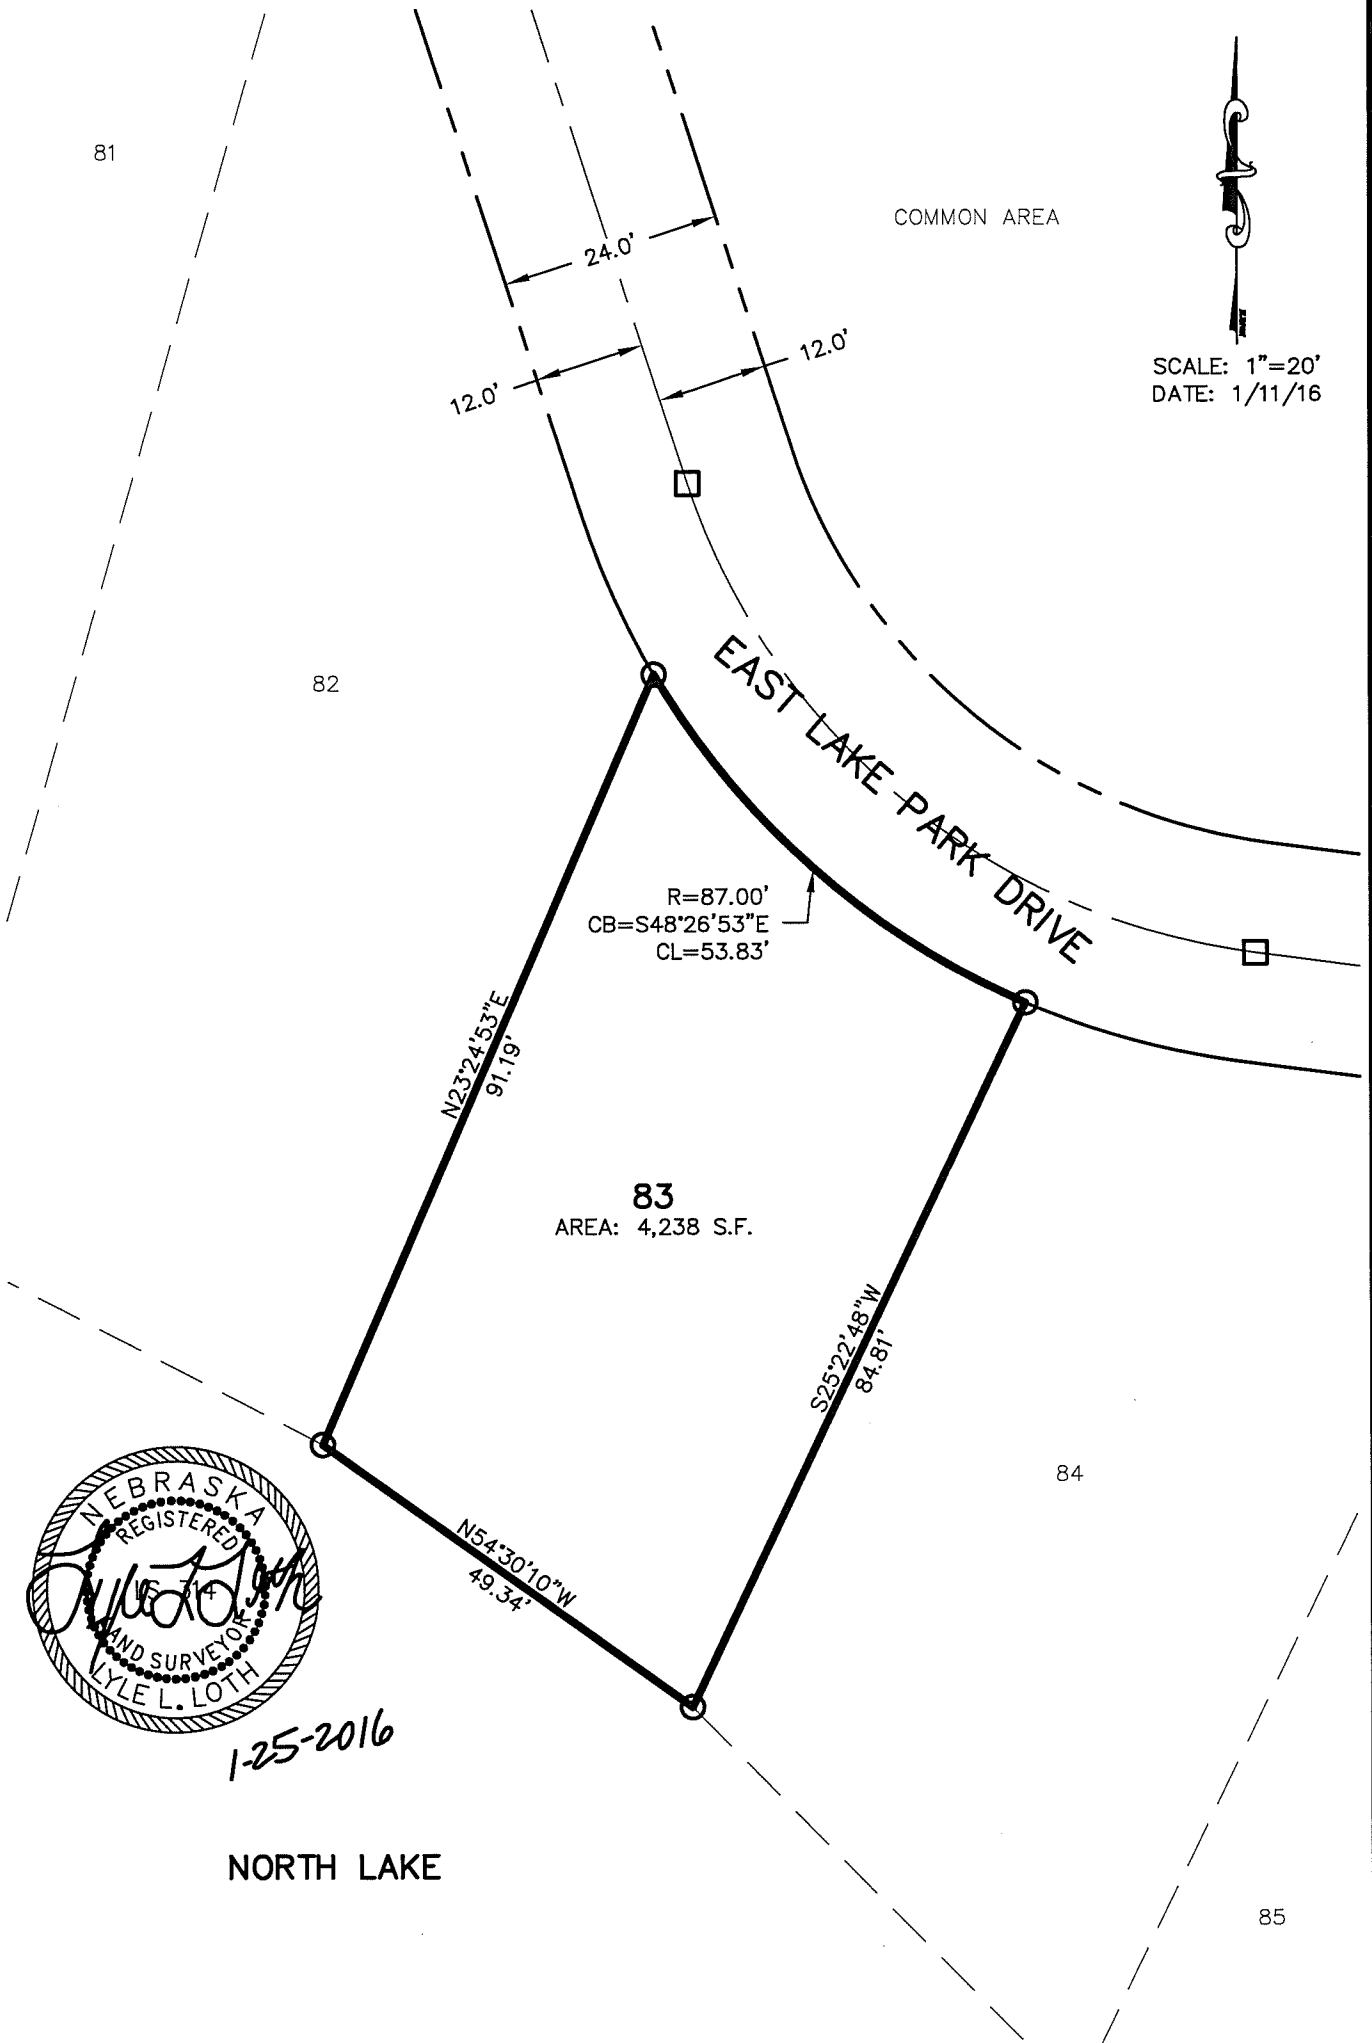 81
COMMON AREA
24.0'
12.0'
12.0'
SCALE: 1"=20'
DATE: 1/11/16
82
EAST LAKE PARK DRIVE
R=87.00'
CB=S48°26'53"E
CL=53.83'
N23°24'53"E
91.19'
83
AREA: 4,238 S.F.
S25°22'48"W
84.81'
84
N54°30'10"W
49.34'
NEBRASKA
REGISTERED
LS 314
LAND SURVEYOR
LYLE L. LOTH
1-25-2016
NORTH LAKE
85